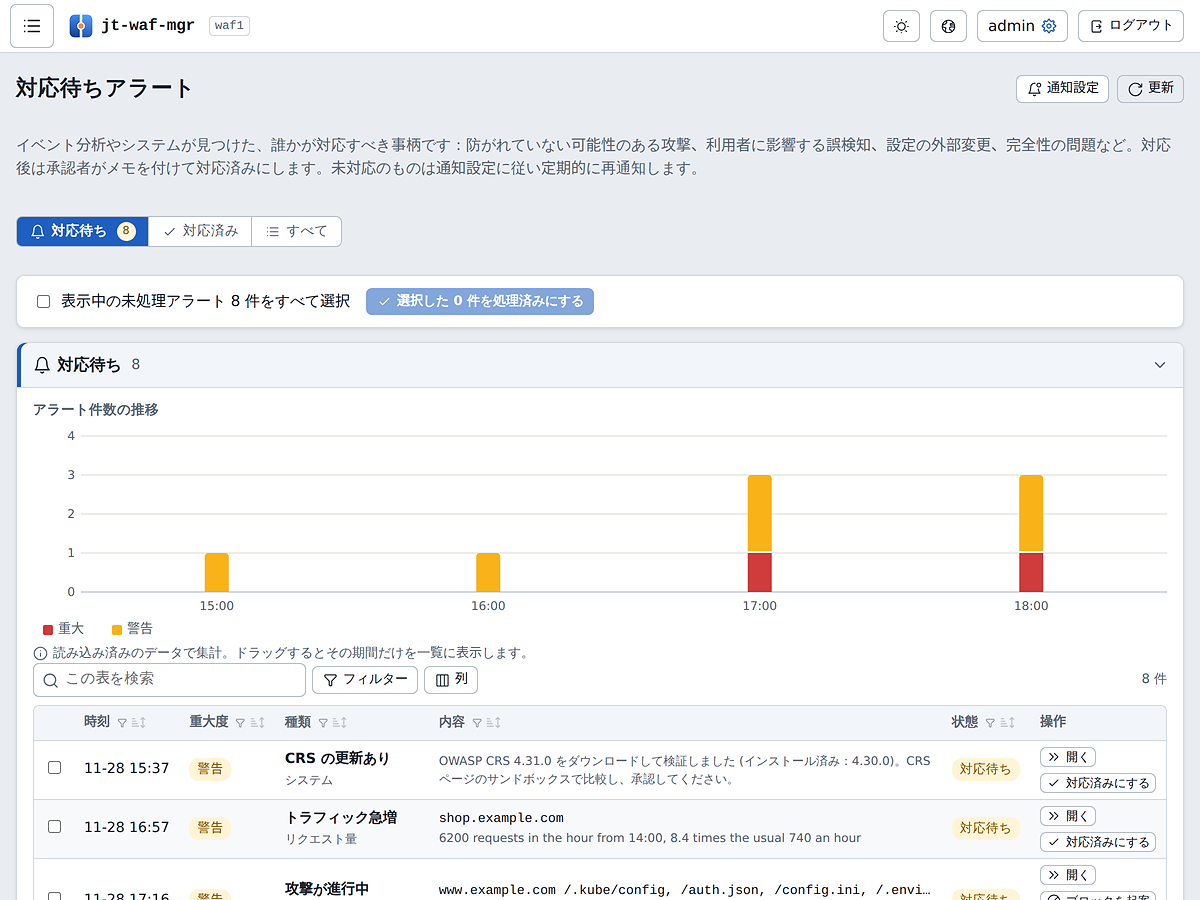 jt-waf-mgr waf1 admin ログアウト
対応待ちアラート 通知設定 更新
イベント分析やシステムが見つけた、誰かが対応すべき事柄です：防がれていない可能性のある攻撃、利用者に影響する誤検知、設定の外部変更、完全性の問題など。対応
後は承認者がメモを付けて対応済みにします。未対応のものは通知設定に従い定期的に再通知します。
対応待ち 8 対応済み すべて
表示中の未処理アラート 8 件をすべて選択 選択した 0 件を処理済みにする
対応待ち 8
アラート件数の推移
4
3
2
1
0
15:00 16:00 17:00 18:00
重大 警告
読み込み済みのデータで集計。ドラッグするとその期間だけを一覧に表示します。
この表を検索 フィルター 列 8 件
時刻 重大度 種類 内容 状態 操作
11-28 15:37 警告 CRS の更新あり システム OWASP CRS 4.31.0 をダウンロードして検証しました (インストール済み：4.30.0)。CRS
ページのサンドボックスで比較し、承認してください。 対応待ち 開く
対応済みにする
11-28 16:57 警告 トラフィック急増 リクエスト量 shop.example.com
6200 requests in the hour from 14:00, 8.4 times the usual 740 an hour 対応待ち 開く
対応済みにする
11-28 17:16 警告 攻撃が進行中 www.example.com /.kube/config, /auth.json, /config.ini, /.envi… 対応待ち 開く
ブロックを起案